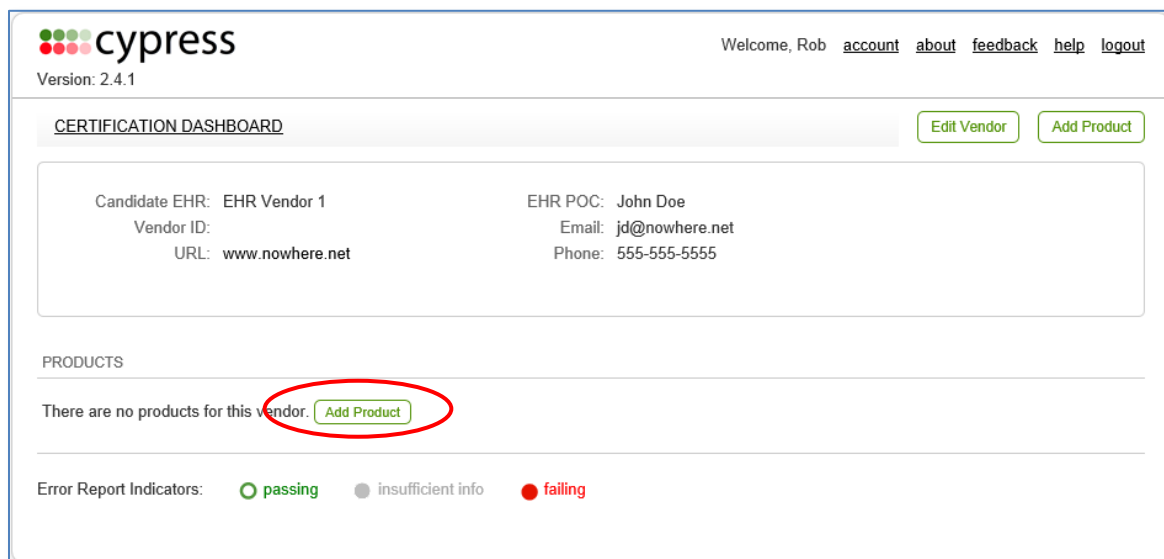 cypress
Welcome, Rob account about feedback help logout
Version: 2.4.1
CERTIFICATION DASHBOARD Edit Vendor Add Product
Candidate EHR: EHR Vendor 1 EHR POC: John Doe
Vendor ID: Email: jd@nowhere.net
URL: www.nowhere.net Phone: 555-555-5555
PRODUCTS
There are no products for this vendor. Add Product
Error Report Indicators: passing insufficient info failing